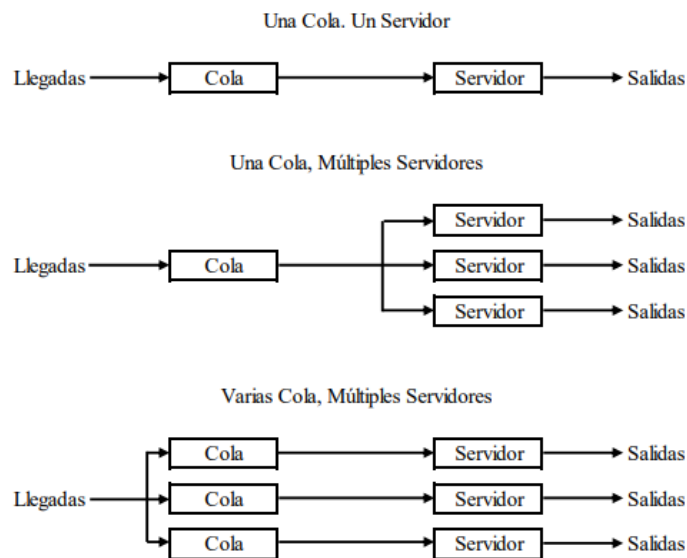 Una Cola. Un Servidor
Llegadas Cola Servidor Salidas
Una Cola, Múltiples Servidores
Servidor Salidas
Llegadas Cola Servidor Salidas
Servidor Salidas
Varias Cola, Múltiples Servidores
Cola Servidor Salidas
Llegadas Cola Servidor Salidas
Cola Servidor Salidas